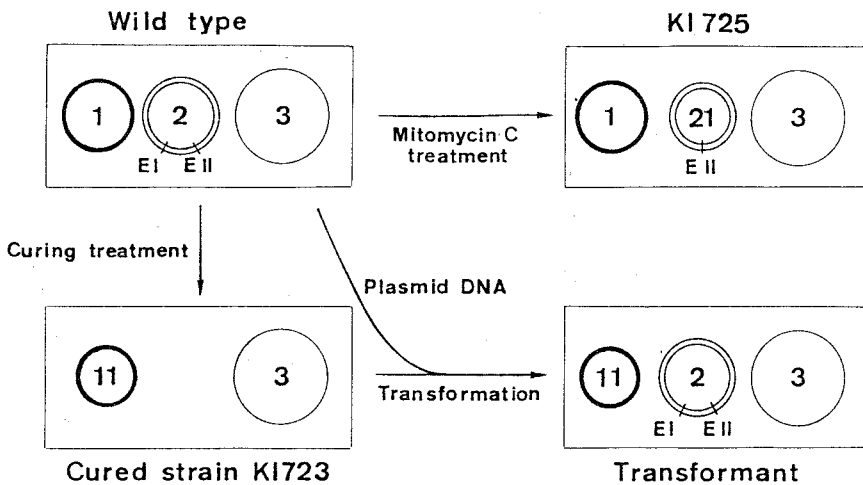 Wild type
KI 725
1
2
3
EI
EII
Mitomycin C
treatment
1
21
3
EII
Curing treatment
Plasmid DNA
11
3
Transformation
11
2
3
EI
EII
Cured strain KI723
Transformant